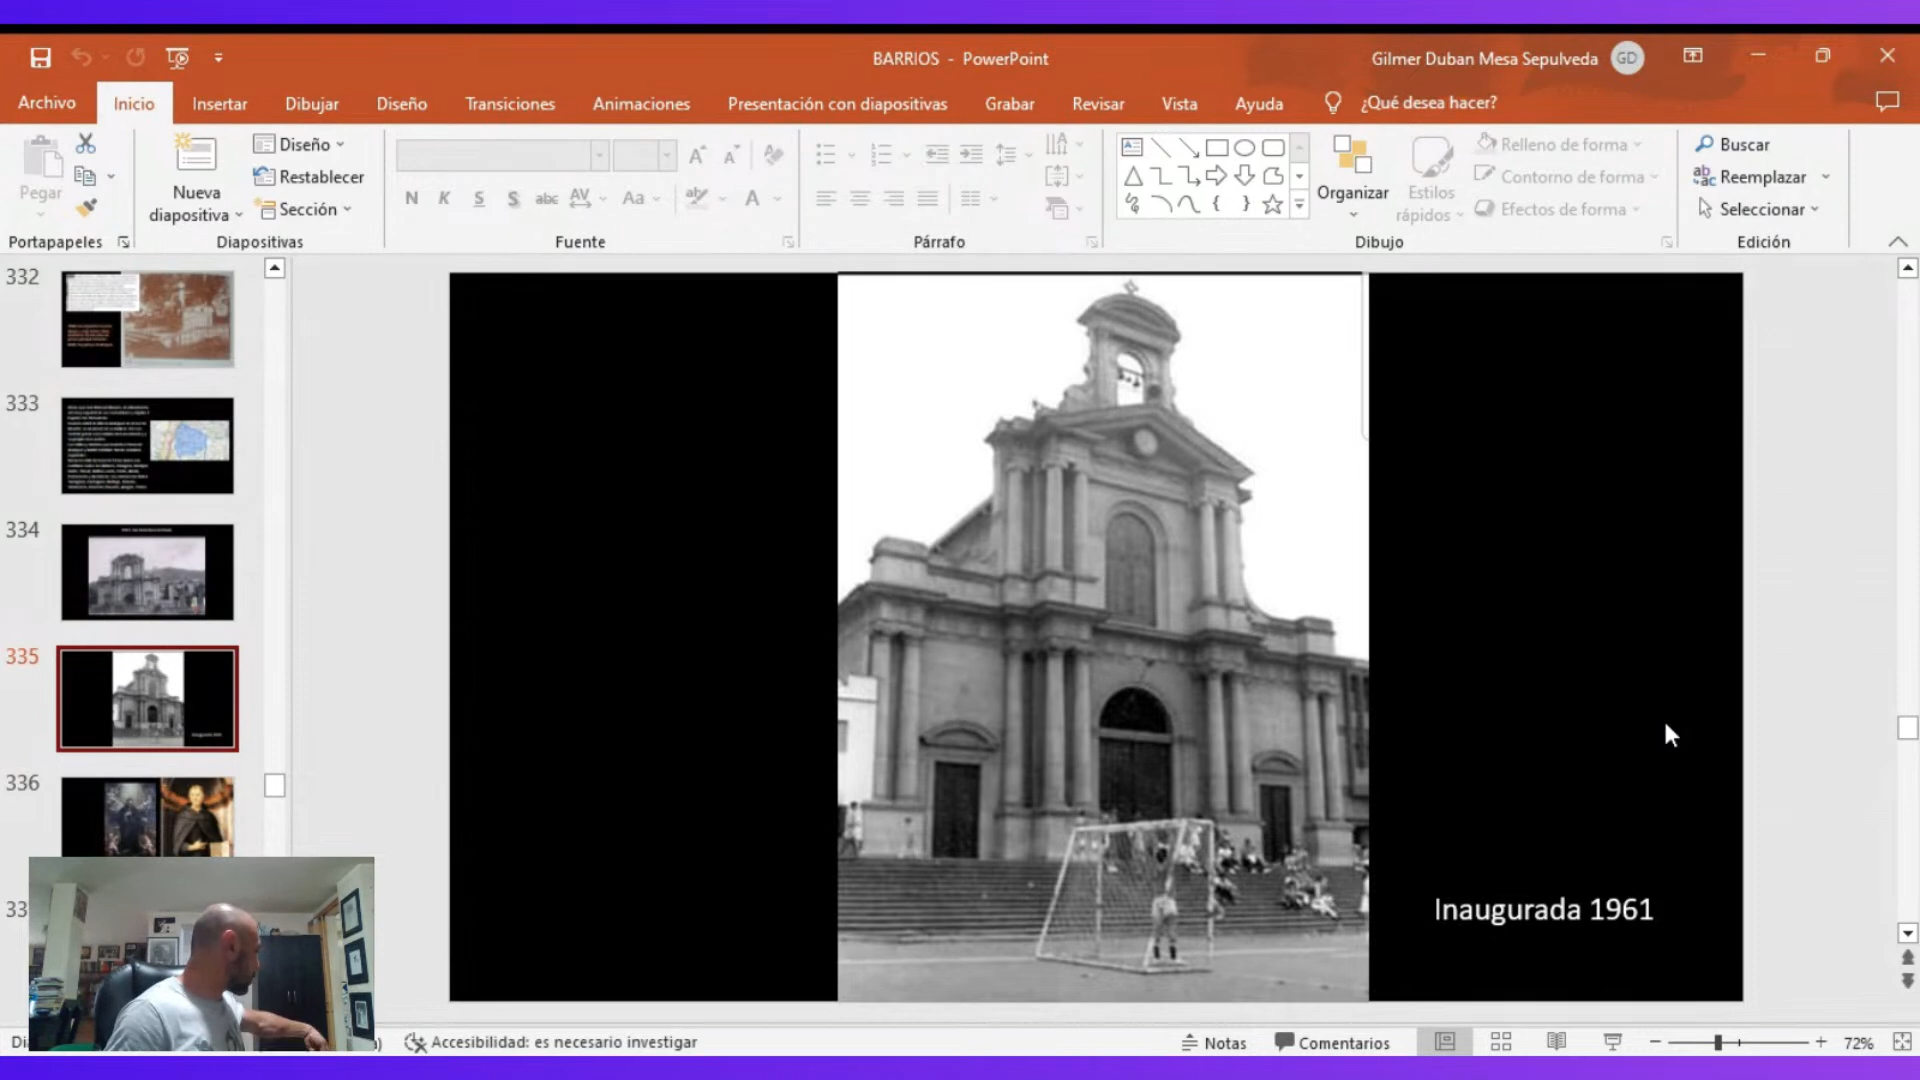 BARRIOS - PowerPoint
Gilmer Duban Mesa Sepulveda
GD
Archivo
Inicio
Insertar
Dibujar
Diseño
Transiciones
Animaciones
Presentación con diapositivas
Grabar
Revisar
Vista
Ayuda
¿Qué desea hacer?
Pegar
Nueva
diapositiva
Diseño
Restablecer
Sección
N K S S abc AV Aa A
Organizar
Estilos
rápidos
Relleno de forma
Contorno de forma
Efectos de forma
Buscar
Reemplazar
Seleccionar
Portapapeles
Diapositivas
Fuente
Párrafo
Dibujo
Edición
332
333
334
335
336
Inaugurada 1961
Accesibilidad: es necesario investigar
Notas
Comentarios
72%